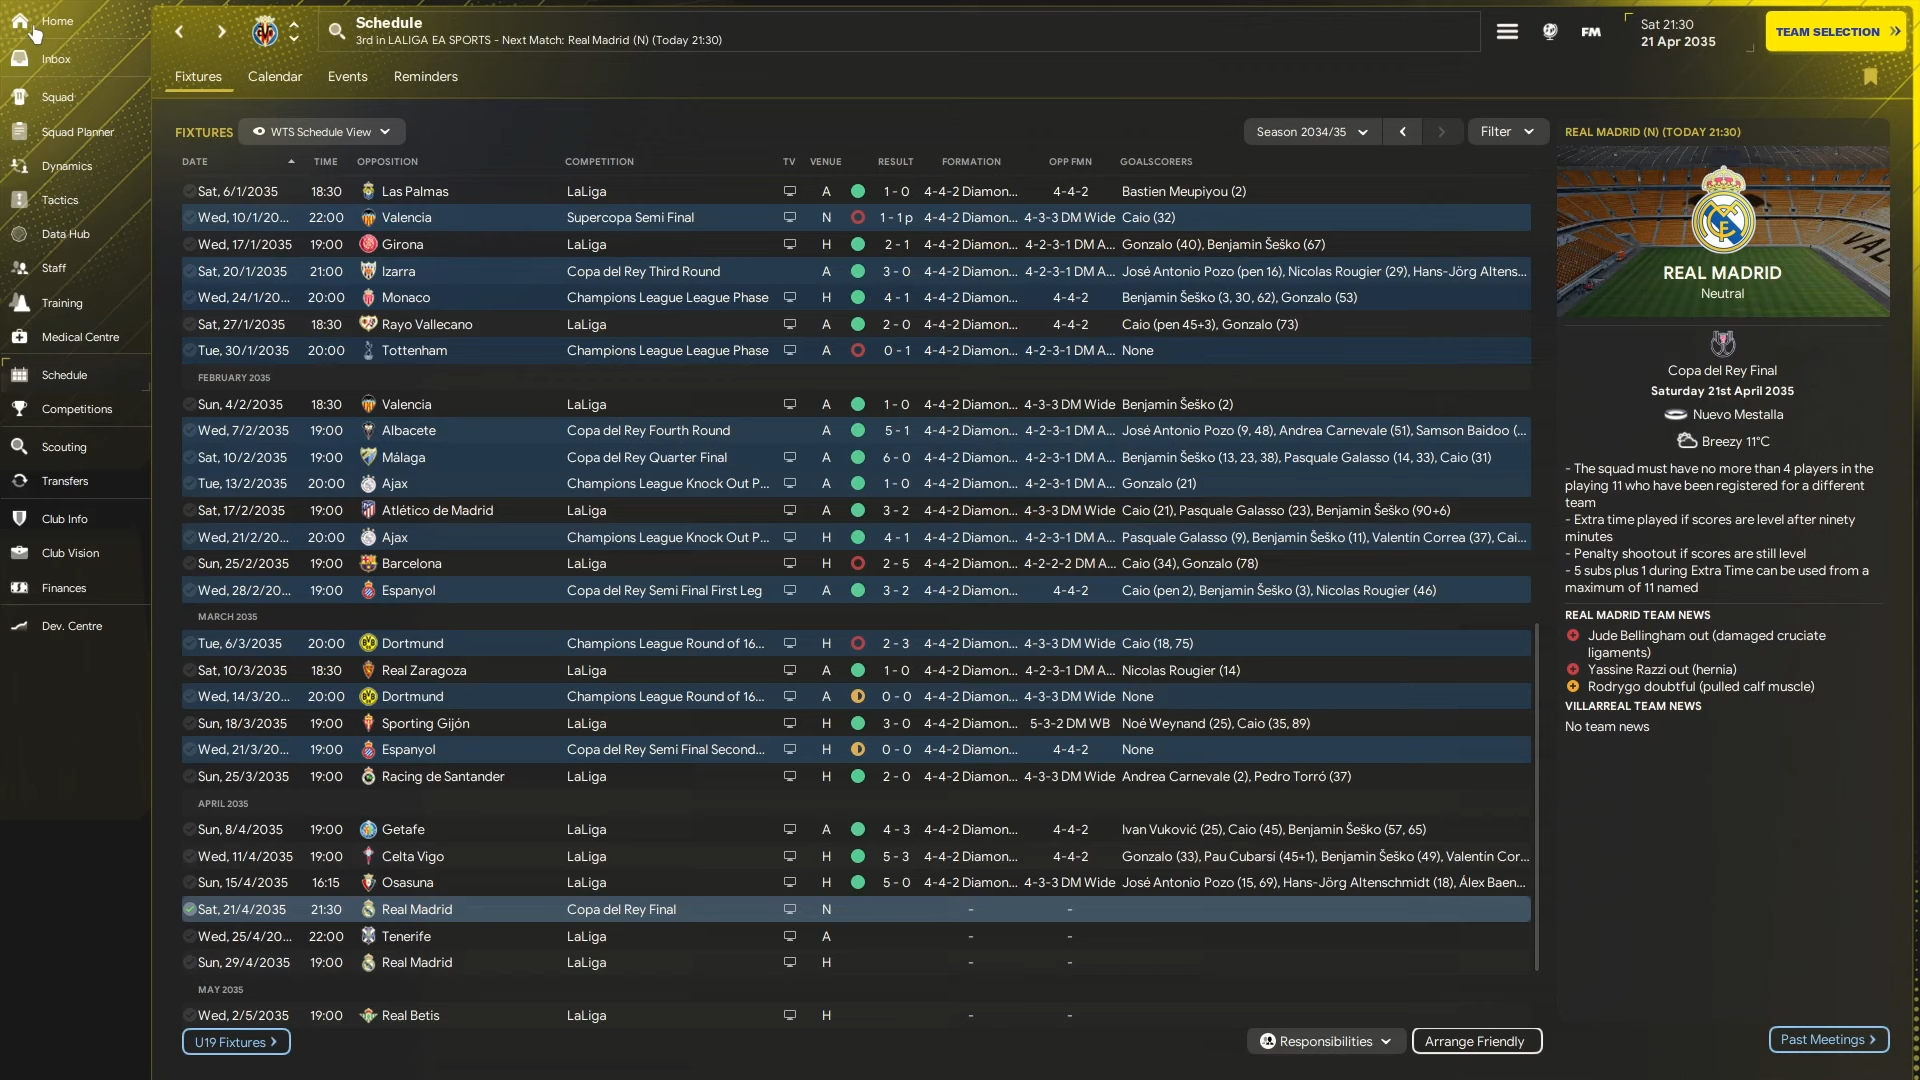 Home
Inbox
Squad
Squad Planner
Dynamics
Tactics
Data Hub
Staff
Training
Medical Centre
Schedule
Competitions
Scouting
Transfers
Club Info
Club Vision
Finances
Dev. Centre
Schedule
3rd in LALIGA EA SPORTS - Next Match: Real Madrid (N) (Today 21:30)
FM
Sat 21:30
21 Apr 2035
TEAM SELECTION
Fixtures Calendar Events Reminders
FIXTURES WTS Schedule View Season 2034/35 Filter
DATE TIME OPPOSITION COMPETITION TV VENUE RESULT FORMATION OPP FMN GOALSCORERS
Sat, 6/1/2035 18:30 Las Palmas LaLiga A 1 - 0 4-4-2 Diamon... 4-4-2 Bastien Meupiyou (2)
Wed, 10/1/20... 22:00 Valencia Supercopa Semi Final N 1 - 1 p 4-4-2 Diamon... 4-3-3 DM Wide Caio (32)
Wed, 17/1/2035 19:00 Girona LaLiga H 2 - 1 4-4-2 Diamon... 4-2-3-1 DM A... Gonzalo (40), Benjamin Šeško (67)
Sat, 20/1/2035 21:00 Izarra Copa del Rey Third Round A 3 - 0 4-4-2 Diamon... 4-2-3-1 DM A... José Antonio Pozo (pen 16), Nicolas Rougier (29), Hans-Jörg Altens...
Wed, 24/1/20... 20:00 Monaco Champions League League Phase H 4 - 1 4-4-2 Diamon... 4-4-2 Benjamin Šeško (3, 30, 62), Gonzalo (53)
Sat, 27/1/2035 18:30 Rayo Vallecano LaLiga A 2 - 0 4-4-2 Diamon... 4-4-2 Caio (pen 45+3), Gonzalo (73)
Tue, 30/1/2035 20:00 Tottenham Champions League League Phase A 0 - 1 4-4-2 Diamon... 4-2-3-1 DM A... None
FEBRUARY 2035
Sun, 4/2/2035 18:30 Valencia LaLiga A 1 - 0 4-4-2 Diamon... 4-3-3 DM Wide Benjamin Šeško (2)
Wed, 7/2/2035 19:00 Albacete Copa del Rey Fourth Round A 5 - 1 4-4-2 Diamon... 4-2-3-1 DM A... José Antonio Pozo (9, 48), Andrea Carnevale (51), Samson Baidoo (...
Sat, 10/2/2035 19:00 Málaga Copa del Rey Quarter Final A 6 - 0 4-4-2 Diamon... 4-2-3-1 DM A... Benjamin Šeško (13, 23, 38), Pasquale Galasso (14, 33), Caio (31)
Tue, 13/2/2035 20:00 Ajax Champions League Knock Out P... A 1 - 0 4-4-2 Diamon... 4-2-3-1 DM A... Gonzalo (21)
Sat, 17/2/2035 19:00 Atlético de Madrid LaLiga A 3 - 2 4-4-2 Diamon... 4-3-3 DM Wide Caio (21), Pasquale Galasso (23), Benjamin Šeško (90+6)
Wed, 21/2/20... 20:00 Ajax Champions League Knock Out P... H 4 - 1 4-4-2 Diamon... 4-2-3-1 DM A... Pasquale Galasso (9), Benjamin Šeško (11), Valentín Correa (37), Cai...
Sun, 25/2/2035 19:00 Barcelona LaLiga H 2 - 5 4-4-2 Diamon... 4-2-2-2 DM A... Caio (34), Gonzalo (78)
Wed, 28/2/20... 19:00 Espanyol Copa del Rey Semi Final First Leg A 3 - 2 4-4-2 Diamon... 4-4-2 Caio (pen 2), Benjamin Šeško (3), Nicolas Rougier (46)
MARCH 2035
Tue, 6/3/2035 20:00 Dortmund Champions League Round of 16... H 2 - 3 4-4-2 Diamon... 4-3-3 DM Wide Caio (18, 75)
Sat, 10/3/2035 18:30 Real Zaragoza LaLiga A 1 - 0 4-4-2 Diamon... 4-2-3-1 DM A... Nicolas Rougier (14)
Wed, 14/3/20... 20:00 Dortmund Champions League Round of 16... A 0 - 0 4-4-2 Diamon... 4-3-3 DM Wide None
Sun, 18/3/2035 19:00 Sporting Gijón LaLiga H 3 - 0 4-4-2 Diamon... 5-3-2 DM WB Noé Weynand (25), Caio (35, 89)
Wed, 21/3/20... 19:00 Espanyol Copa del Rey Semi Final Second... H 0 - 0 4-4-2 Diamon... 4-4-2 None
Sun, 25/3/2035 19:00 Racing de Santander LaLiga H 2 - 0 4-4-2 Diamon... 4-3-3 DM Wide Andrea Carnevale (2), Pedro Torró (37)
APRIL 2035
Sun, 8/4/2035 19:00 Getafe LaLiga A 4 - 3 4-4-2 Diamon... 4-4-2 Ivan Vuković (25), Caio (45), Benjamin Šeško (57, 65)
Wed, 11/4/2035 19:00 Celta Vigo LaLiga H 5 - 3 4-4-2 Diamon... 4-4-2 Gonzalo (33), Pau Cubarsí (45+1), Benjamin Šeško (49), Valentín Cor...
Sun, 15/4/2035 16:15 Osasuna LaLiga H 5 - 0 4-4-2 Diamon... 4-3-3 DM Wide José Antonio Pozo (15, 69), Hans-Jörg Altenschmidt (18), Álex Baen...
Sat, 21/4/2035 21:30 Real Madrid Copa del Rey Final N - -
Wed, 25/4/20... 22:00 Tenerife LaLiga A - -
Sun, 29/4/2035 19:00 Real Madrid LaLiga H - -
MAY 2035
Wed, 2/5/2035 19:00 Real Betis LaLiga H - -
U19 Fixtures Responsibilities Arrange Friendly
REAL MADRID (N) (TODAY 21:30)
VAL
REAL MADRID
Neutral
Copa del Rey Final
Saturday 21st April 2035
Nuevo Mestalla
Breezy 11°C
- The squad must have no more than 4 players in the
playing 11 who have been registered for a different
team
- Extra time played if scores are level after ninety
minutes
- Penalty shootout if scores are still level
- 5 subs plus 1 during Extra Time can be used from a
maximum of 11 named
REAL MADRID TEAM NEWS
Jude Bellingham out (damaged cruciate
ligaments)
Yassine Razzi out (hernia)
Rodrygo doubtful (pulled calf muscle)
VILLARREAL TEAM NEWS
No team news
Past Meetings